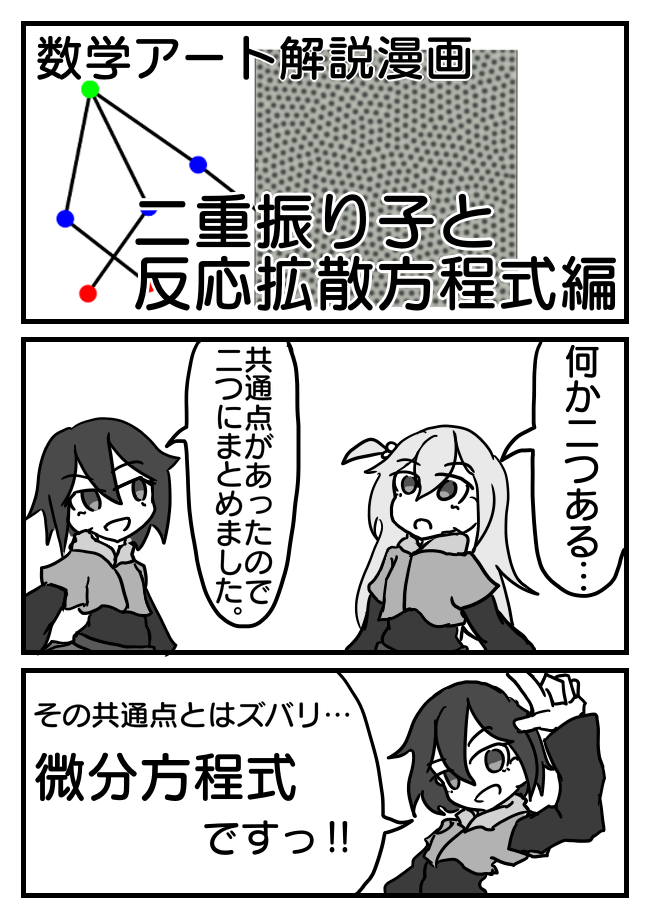 数学アート解説漫画
二重振り子と
反応拡散方程式編
何か二つある…
共通点があったので
二つにまとめました。
その共通点とはズバリ…
微分方程式
ですっ!!